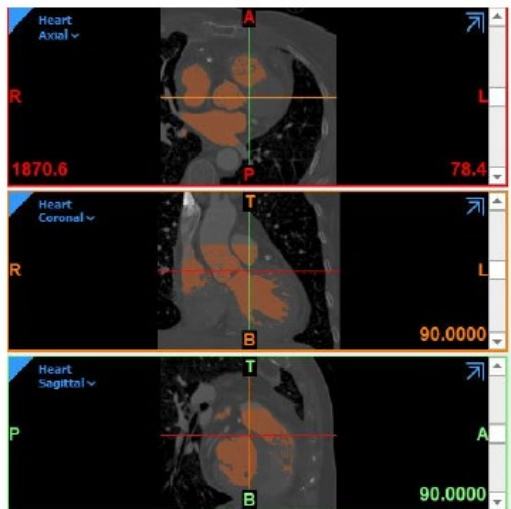 Heart
Axial
A
R
L
1870.6
P
78.4
Heart
Coronal
T
R
L
B
90.0000
Heart
Sagittal
T
P
A
B
90.0000